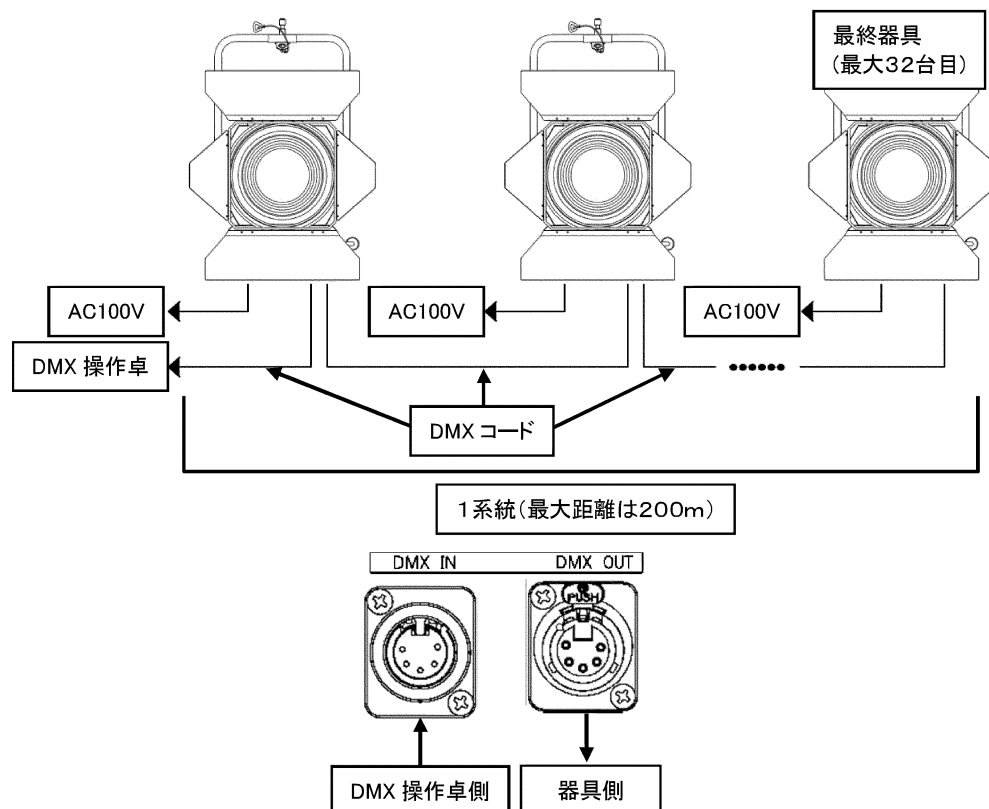 最終器具
(最大32台目)
AC100V
AC100V
AC100V
DMX 操作卓
DMX コード
1系統(最大距離は200m)
DMX IN
DMX OUT
PUSH
DMX 操作卓側
器具側